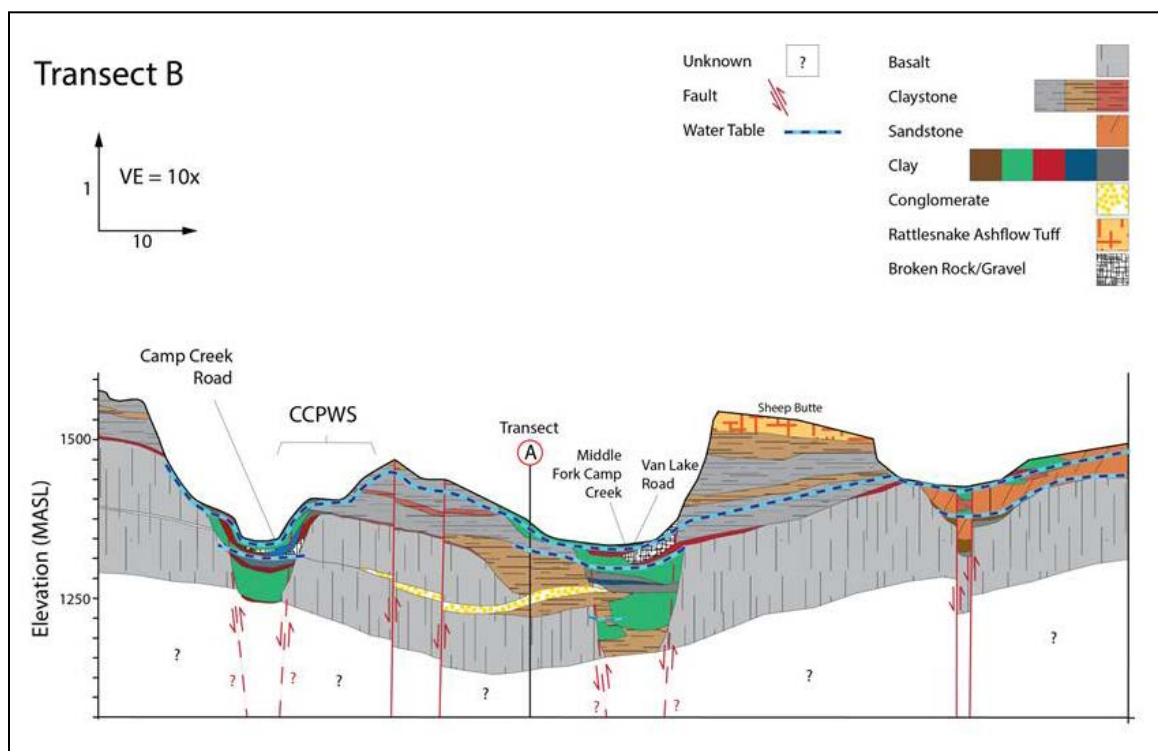 Transect B
VE = 10x
1
10
Unknown
?
Fault
Water Table
Basalt
Claystone
Sandstone
Clay
Conglomerate
Rattlesnake Ashflow Tuff
Broken Rock/Gravel
Camp Creek
Road
CCPWS
Transect
A
Middle
Fork Camp
Creek
Van Lake
Road
Sheep Butte
Elevation (MASL)
1500
1250
?
?
?
?
?
?
?
?
?
?